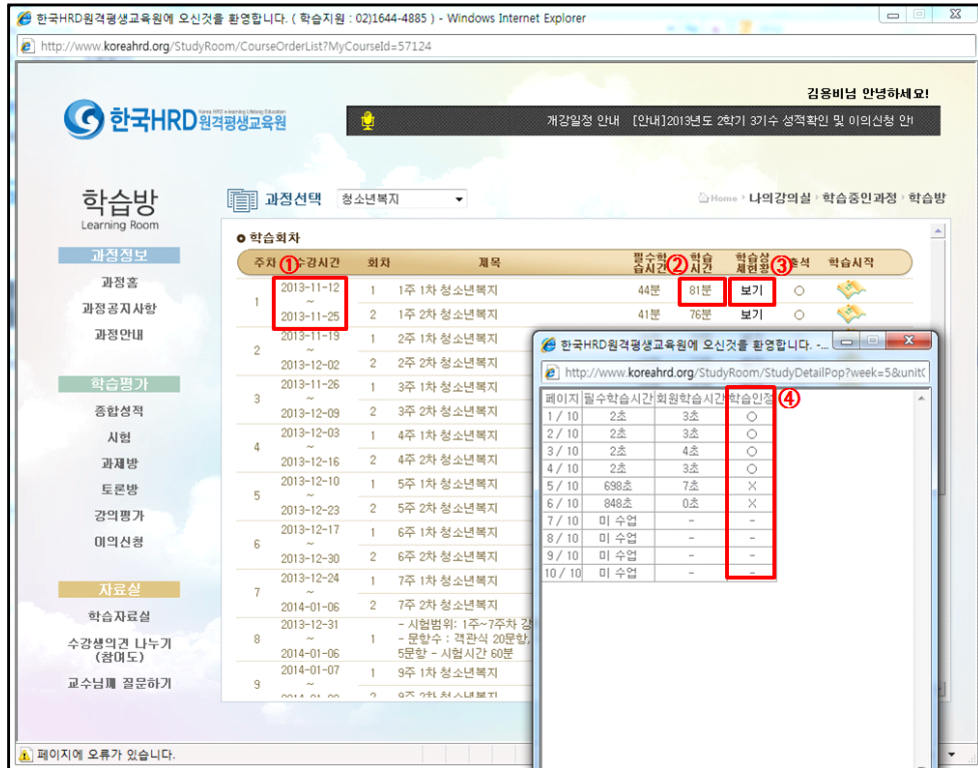 한국HRD원격평생교육원에 오신것을 환영합니다. ( 학습지원 : 02)1644-4885 ) - Windows Internet Explorer
http://www.koreahrd.org/StudyRoom/CourseOrderList?MyCourseId=57124
김용비님 안녕하세요!
Korea HRD e-learning Lifelong Education
한국HRD원격평생교육원
개강일정 안내 [안내]2013년도 2학기 3기수 성적확인 및 이의신청 안
학습방
Learning Room
과정선택 청소년복지
Home > 나의강의실 > 학습중인과정 > 학습방
과정정보
과정홈
과정공지사항
과정안내
학습평가
종합성적
시험
과제방
토론방
강의평가
이의신청
자료실
학습자료실
수강생의견 나누기
(참여도)
교수님께 질문하기
학습회차
주차 ① 수강시간 회차 제목 필수학습시간 ② 학습시간 학습상세현황 ③ 출석 학습시작
1 2013-11-12 ~ 2013-11-25 1 1주 1차 청소년복지 44분 81분 보기 ○
2 1주 2차 청소년복지 41분 76분 보기 ○
2 2013-11-19 ~ 2013-12-02 1 2주 1차 청소년복지
2 2주 2차 청소년복지
3 2013-11-26 ~ 2013-12-09 1 3주 1차 청소년복지
2 3주 2차 청소년복지
4 2013-12-03 ~ 2013-12-16 1 4주 1차 청소년복지
2 4주 2차 청소년복지
5 2013-12-10 ~ 2013-12-23 1 5주 1차 청소년복지
2 5주 2차 청소년복지
6 2013-12-17 ~ 2013-12-30 1 6주 1차 청소년복지
2 6주 2차 청소년복지
7 2013-12-24 ~ 2014-01-06 1 7주 1차 청소년복지
2 7주 2차 청소년복지
8 2013-12-31 ~ 2014-01-06 1 - 시험범위: 1주~7주차 강
- 문항수 : 객관식 20문항,
5문항 - 시험시간 60분
9 2014-01-07 ~ 1 9주 1차 청소년복지
2 9주 2차 청소년복지
한국HRD원격평생교육원에 오신것을 환영합니다. -...
http://www.koreahrd.org/StudyRoom/StudyDetailPop?week=5&unit
페이지 필수학습시간 회원학습시간 학습인정 ④
1 / 10 2초 3초 ○
2 / 10 2초 3초 ○
3 / 10 2초 4초 ○
4 / 10 2초 3초 ○
5 / 10 698초 7초 X
6 / 10 848초 0초 X
7 / 10 미 수업 - -
8 / 10 미 수업 - -
9 / 10 미 수업 - -
10 / 10 미 수업 - -
페이지에 오류가 있습니다.